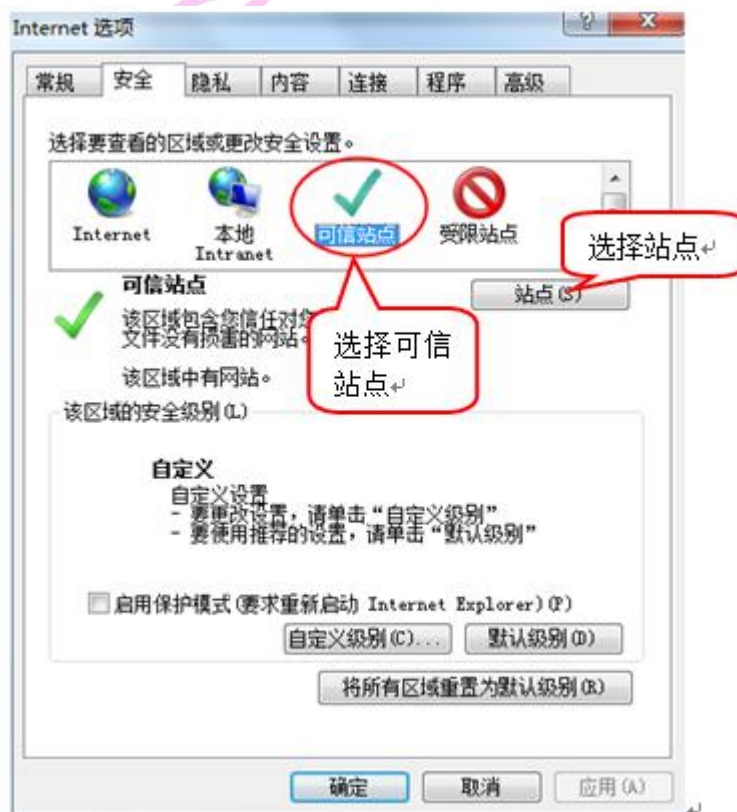 Internet 选项
常规 安全 隐私 内容 连接 程序 高级
选择要查看的区域或更改安全设置。
Internet 本地 Intranet 可信站点 受限站点
选择站点
可信站点
站点(S)
该区域包含您信任对您
文件没有损害的网站。
选择可信
站点
该区域中有网站。
该区域的安全级别(L)
自定义
自定义设置
- 要更改设置，请单击“自定义级别”
- 要使用推荐的设置，请单击“默认级别”
启用保护模式(要求重新启动 Internet Explorer)(P)
自定义级别(C)... 默认级别(D)
将所有区域重置为默认级别(R)
确定 取消 应用(A)